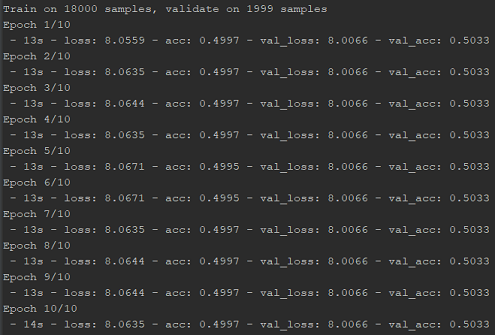 Train on 18000 samples, validate on 1999 samples
Epoch 1/10
 - 13s - loss: 8.0559 - acc: 0.4997 - val_loss: 8.0066 - val_acc: 0.5033
Epoch 2/10
 - 13s - loss: 8.0635 - acc: 0.4997 - val_loss: 8.0066 - val_acc: 0.5033
Epoch 3/10
 - 13s - loss: 8.0644 - acc: 0.4997 - val_loss: 8.0066 - val_acc: 0.5033
Epoch 4/10
 - 13s - loss: 8.0635 - acc: 0.4997 - val_loss: 8.0066 - val_acc: 0.5033
Epoch 5/10
 - 13s - loss: 8.0671 - acc: 0.4995 - val_loss: 8.0066 - val_acc: 0.5033
Epoch 6/10
 - 13s - loss: 8.0671 - acc: 0.4995 - val_loss: 8.0066 - val_acc: 0.5033
Epoch 7/10
 - 13s - loss: 8.0635 - acc: 0.4997 - val_loss: 8.0066 - val_acc: 0.5033
Epoch 8/10
 - 13s - loss: 8.0644 - acc: 0.4997 - val_loss: 8.0066 - val_acc: 0.5033
Epoch 9/10
 - 13s - loss: 8.0644 - acc: 0.4997 - val_loss: 8.0066 - val_acc: 0.5033
Epoch 10/10
 - 14s - loss: 8.0635 - acc: 0.4997 - val_loss: 8.0066 - val_acc: 0.5033